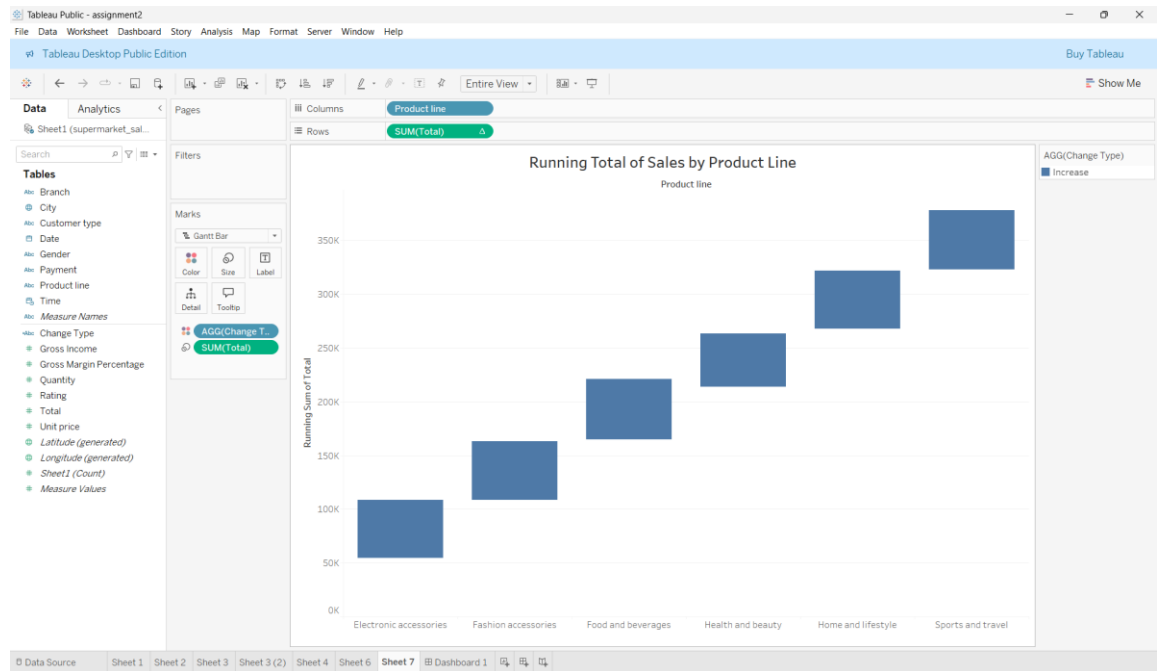 Tableau Public - assignment2
File Data Worksheet Dashboard Story Analysis Map Format Server Window Help
Tableau Desktop Public Edition
Buy Tableau
Entire View
Show Me
Data Analytics
Sheet1 (supermarket_sal...
Search
Tables
Abc Branch
City
Abc Customer type
Date
Abc Gender
Abc Payment
Abc Product line
Time
Abc Measure Names
=Abc Change Type
# Gross Income
# Gross Margin Percentage
# Quantity
# Rating
# Total
# Unit price
Latitude (generated)
Longitude (generated)
# Sheet1 (Count)
# Measure Values
Pages
Filters
Marks
Gantt Bar
Color Size Label
Detail Tooltip
AGG(Change T..
SUM(Total)
Columns Product line
Rows SUM(Total) Δ
Running Total of Sales by Product Line
Product line
Running Sum of Total
350K
300K
250K
200K
150K
100K
50K
0K
Electronic accessories Fashion accessories Food and beverages Health and beauty Home and lifestyle Sports and travel
AGG(Change Type)
Increase
Data Source Sheet 1 Sheet 2 Sheet 3 Sheet 3 (2) Sheet 4 Sheet 6 Sheet 7 Dashboard 1